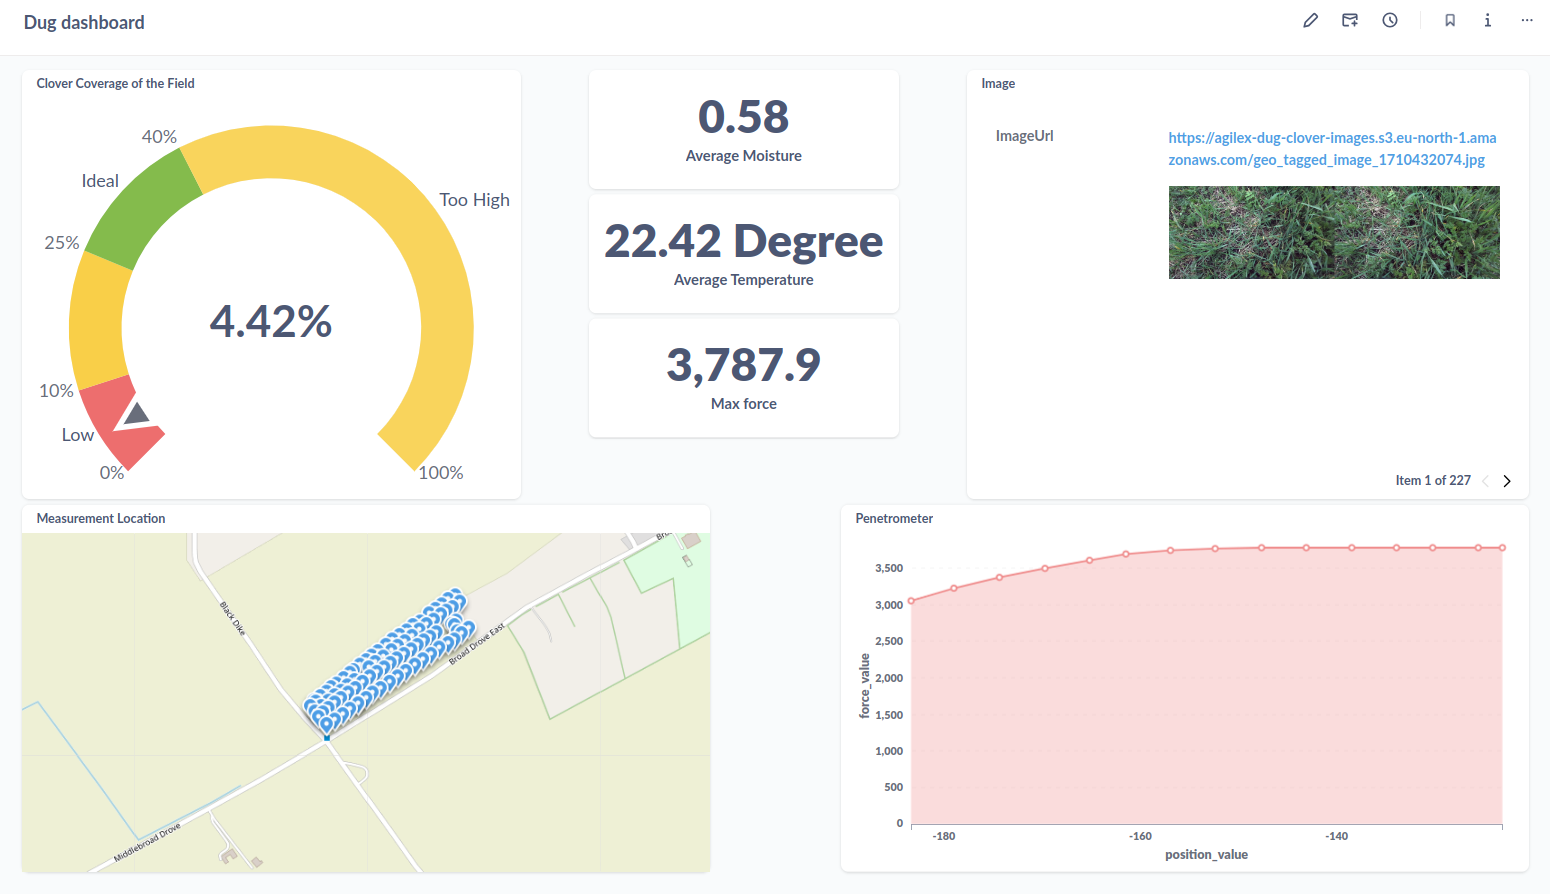 Dug dashboard
Clover Coverage of the Field
40%
Ideal
Too High
25%
4.42%
10%
Low
0%
100%
0.58
Average Moisture
22.42 Degree
Average Temperature
3,787.9
Max force
Image
ImageUrl
https://agilex-dug-clover-images.s3.eu-north-1.ama
zonaws.com/geo_tagged_image_1710432074.jpg
Item 1 of 227
Measurement Location
Bro
Black Dike
Broad Drove East
Middlebroad Drove
Penetrometer
3,500
3,000
2,500
2,000
1,500
1,000
500
0
force_value
-180
-160
-140
position_value